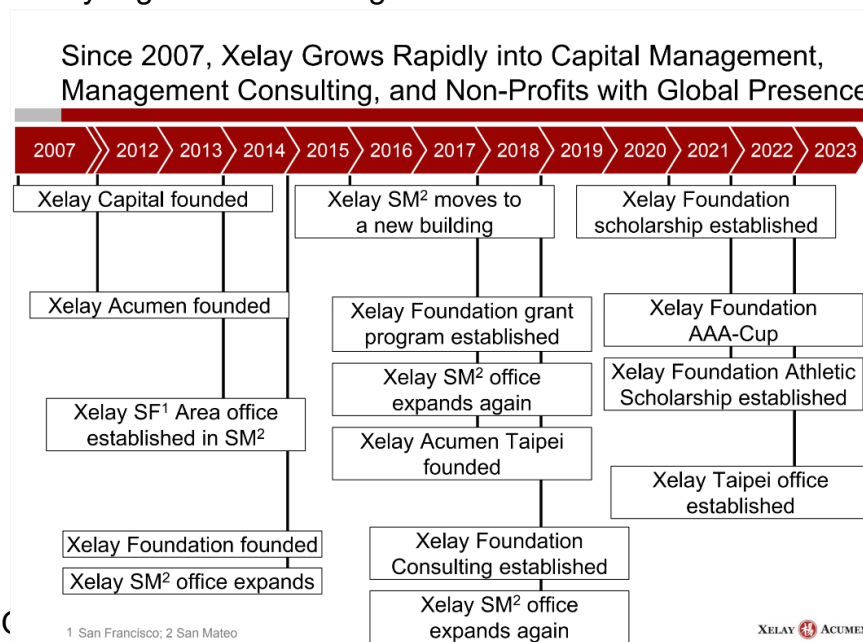 Since 2007, Xelay Grows Rapidly into Capital Management,
Management Consulting, and Non-Profits with Global Presence
2007 2012 2013 2014 2015 2016 2017 2018 2019 2020 2021 2022 2023
Xelay Capital founded
Xelay SM² moves to
a new building
Xelay Foundation
scholarship established
Xelay Acumen founded
Xelay Foundation grant
program established
Xelay Foundation
AAA-Cup
Xelay SM² office
expands again
Xelay Foundation Athletic
Scholarship established
Xelay SF¹ Area office
established in SM²
Xelay Acumen Taipei
founded
Xelay Taipei office
established
Xelay Foundation founded
Xelay Foundation
Consulting established
Xelay SM² office expands
Xelay SM² office
expands again
1 San Francisco; 2 San Mateo
XELAY ACUMEN